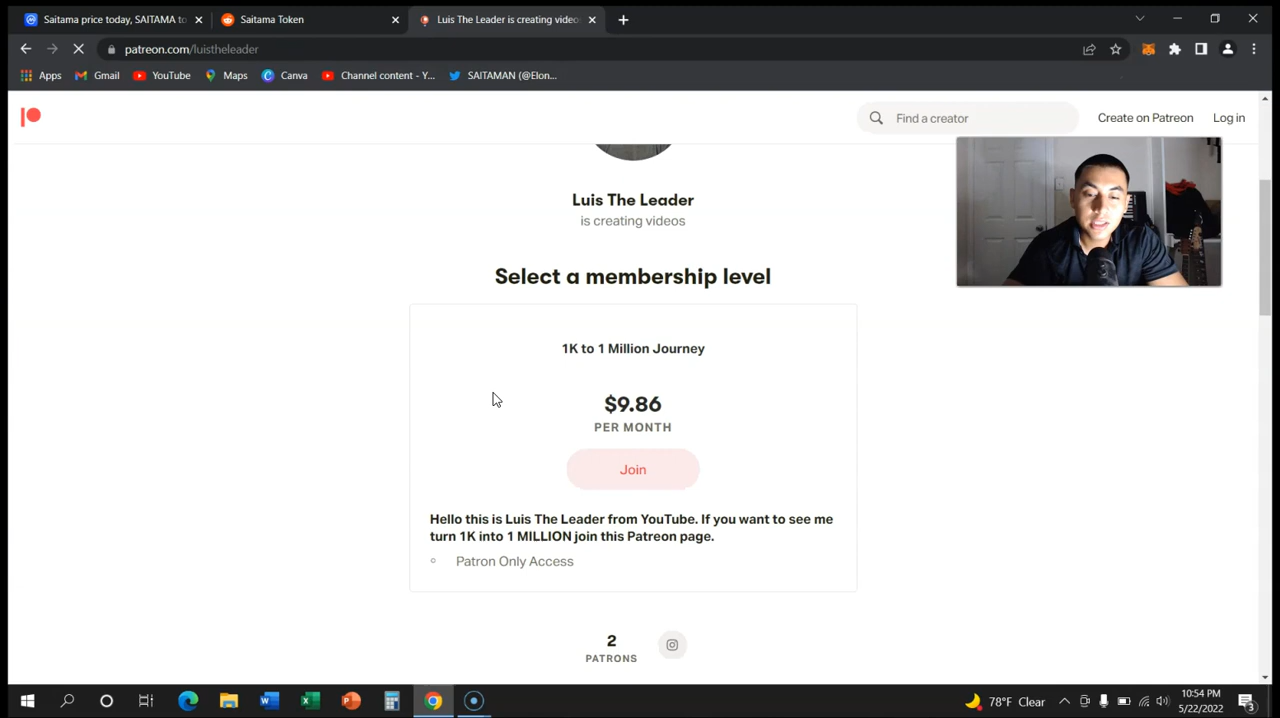 Saitama price today, SAITAMA to
Saitama Token
Luis The Leader is creating videos
patreon.com/luistheleader
Apps
Gmail
YouTube
Maps
Canva
Channel content - Y...
SAITAMAN (@Elon...
Find a creator
Create on Patreon
Log in
Luis The Leader
is creating videos
Select a membership level
1K to 1 Million Journey
$9.86
PER MONTH
Join
Hello this is Luis The Leader from YouTube. If you want to see me
turn 1K into 1 MILLION join this Patreon page.
Patron Only Access
2
PATRONS
78°F Clear
10:54 PM
5/22/2022
3